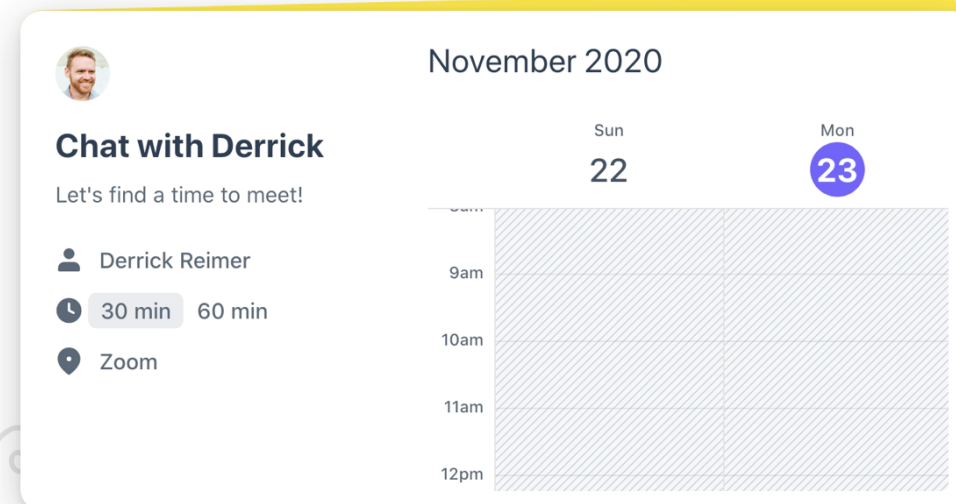 Chat with Derrick
Let's find a time to meet!
Derrick Reimer
30 min 60 min
Zoom
November 2020
Sun Mon
22 23
9am
10am
11am
12pm